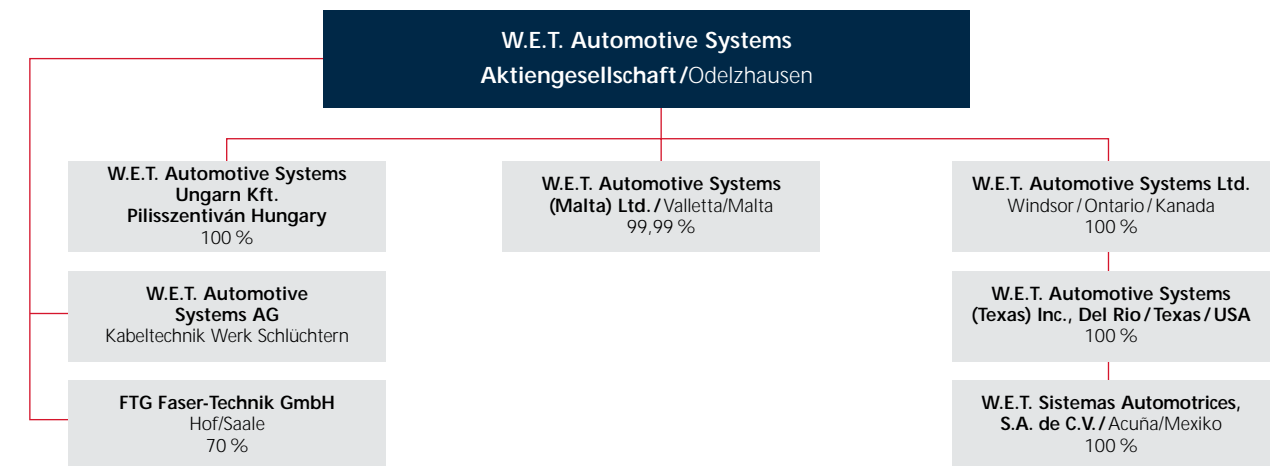 W.E.T. Automotive Systems
Aktiengesellschaft/Odelzhausen
W.E.T. Automotive Systems
Ungarn Kft.
Pilisszentiván Hungary
100 %
W.E.T. Automotive Systems
(Malta) Ltd./Valletta/Malta
99,99 %
W.E.T. Automotive Systems Ltd.
Windsor/Ontario/Kanada
100 %
W.E.T. Automotive
Systems AG
Kabeltechnik Werk Schlüchtern
W.E.T. Automotive Systems
(Texas) Inc., Del Rio/Texas/USA
100 %
FTG Faser-Technik GmbH
Hof/Saale
70 %
W.E.T. Sistemas Automotrices,
S.A. de C.V./Acuña/Mexiko
100 %